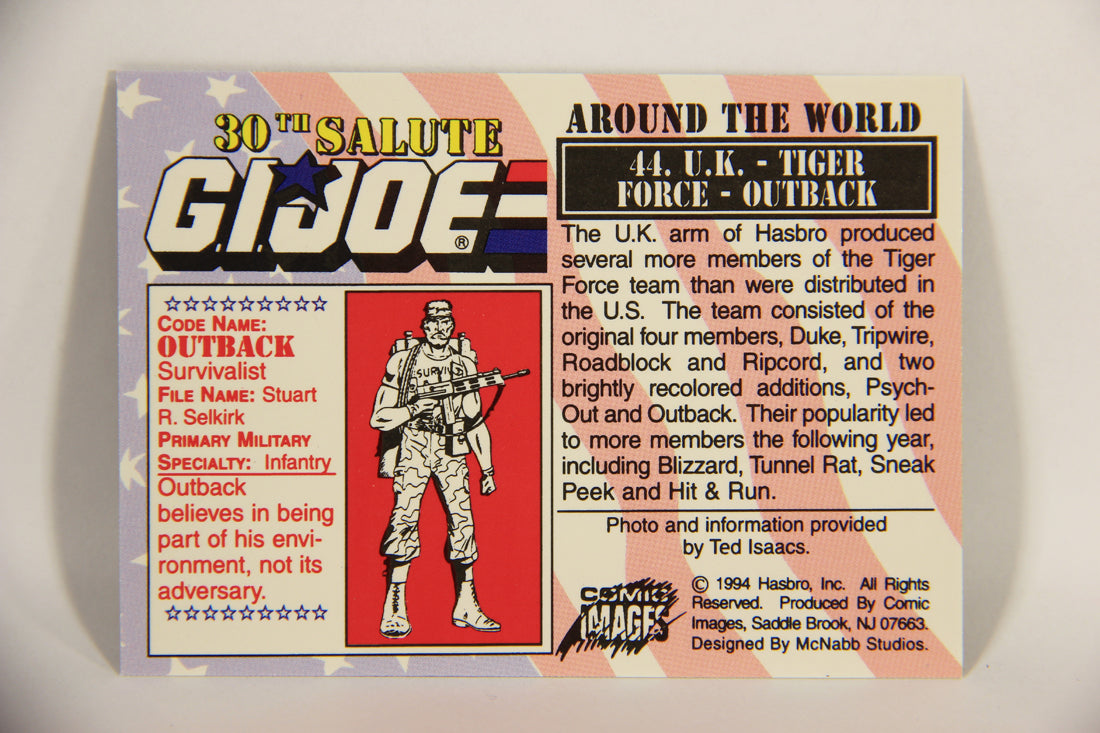 30TH SALUTE
G.I.JOE®
☆☆☆☆☆☆☆☆☆
CODE NAME:
OUTBACK
Survivalist
FILE NAME: Stuart
R. Selkirk
PRIMARY MILITARY
SPECIALTY: Infantry
Outback
believes in being
part of his envi-
ronment, not its
adversary.
☆☆☆☆☆☆☆☆☆
SURVIV
AROUND THE WORLD
44. U.K. - TIGER
FORCE - OUTBACK
The U.K. arm of Hasbro produced
several more members of the Tiger
Force team than were distributed in
the U.S. The team consisted of the
original four members, Duke, Tripwire,
Roadblock and Ripcord, and two
brightly recolored additions, Psych-
Out and Outback. Their popularity led
to more members the following year,
including Blizzard, Tunnel Rat, Sneak
Peek and Hit & Run.
Photo and information provided
by Ted Isaacs.
COMIC
IMAGES
© 1994 Hasbro, Inc. All Rights
Reserved. Produced By Comic
Images, Saddle Brook, NJ 07663.
Designed By McNabb Studios.